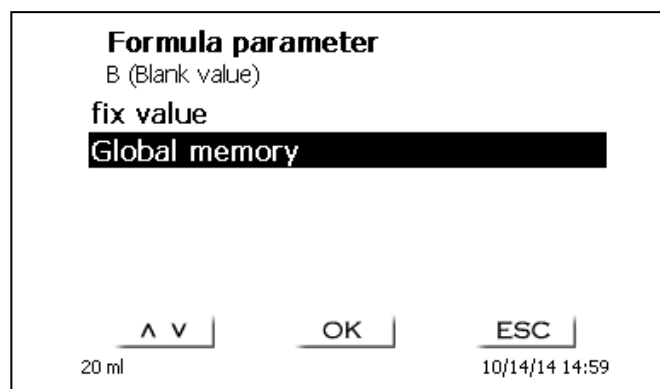 Formula parameter
B (Blank value)
fix value
Global memory
∧ ∨ OK ESC
20 ml 10/14/14 14:59